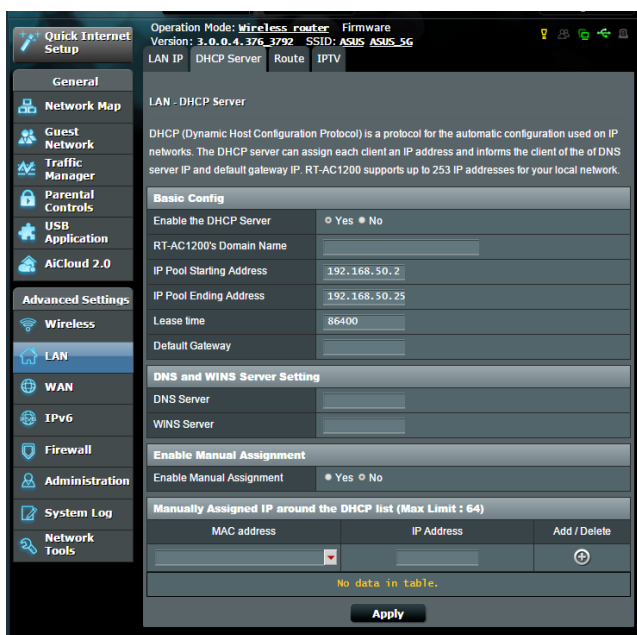 Quick Internet
Setup
General
Network Map
Guest
Network
Traffic
Manager
Parental
Controls
USB
Application
AiCloud 2.0
Advanced Settings
Wireless
LAN
WAN
IPv6
Firewall
Administration
System Log
Network
Tools
Operation Mode: Wireless router Firmware
Version: 3.0.0.4.376_3792 SSID: ASUS ASUS_5G
LAN IP DHCP Server Route IPTV
LAN - DHCP Server
DHCP (Dynamic Host Configuration Protocol) is a protocol for the automatic configuration used on IP
networks. The DHCP server can assign each client an IP address and informs the client of the of DNS
server IP and default gateway IP. RT-AC1200 supports up to 253 IP addresses for your local network.
Basic Config
Enable the DHCP Server Yes No
RT-AC1200's Domain Name
IP Pool Starting Address 192.168.50.2
IP Pool Ending Address 192.168.50.25
Lease time 86400
Default Gateway
DNS and WINS Server Setting
DNS Server
WINS Server
Enable Manual Assignment
Enable Manual Assignment Yes No
Manually Assigned IP around the DHCP list (Max Limit : 64)
MAC address IP Address Add / Delete
No data in table.
Apply